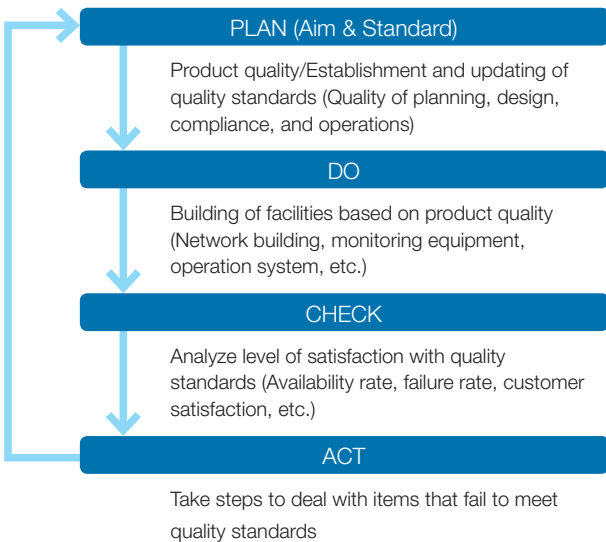 PLAN (Aim & Standard)
Product quality/Establishment and updating of
quality standards (Quality of planning, design,
compliance, and operations)
DO
Building of facilities based on product quality
(Network building, monitoring equipment,
operation system, etc.)
CHECK
Analyze level of satisfaction with quality
standards (Availability rate, failure rate, customer
satisfaction, etc.)
ACT
Take steps to deal with items that fail to meet
quality standards